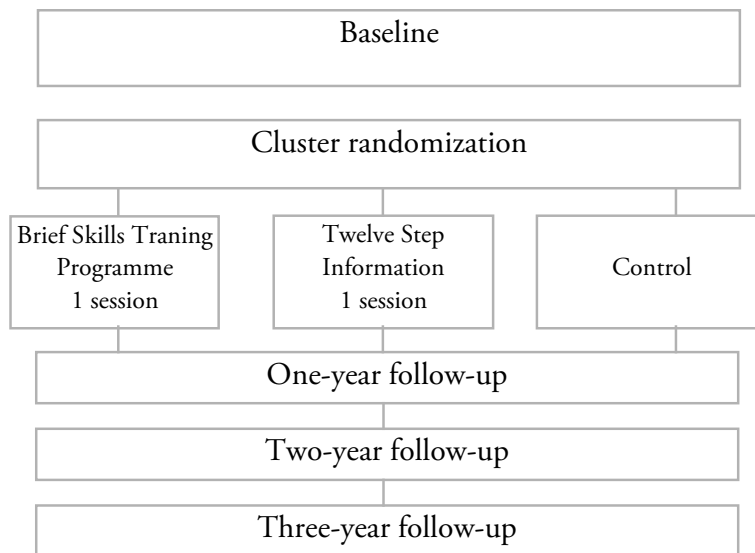 Baseline
Cluster randomization
Brief Skills Traning
Programme
1 session
Twelve Step
Information
1 session
Control
One-year follow-up
Two-year follow-up
Three-year follow-up